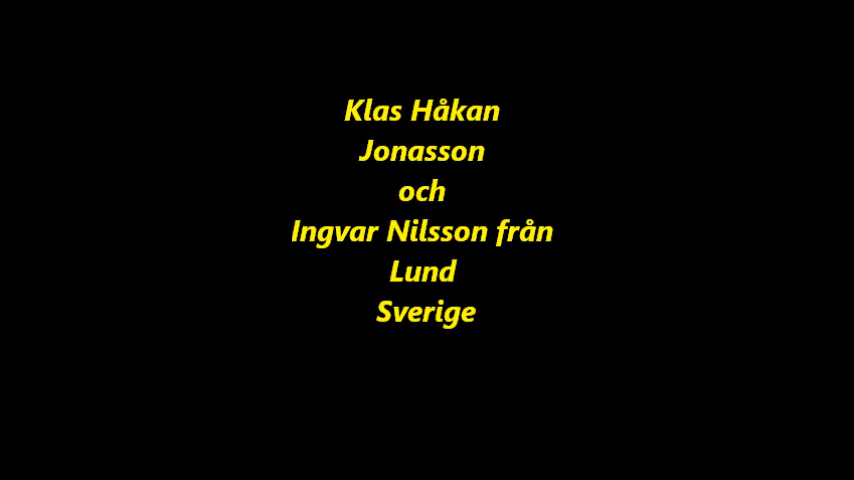 Klas Håkan
Jonasson
och
Ingvar Nilsson från
Lund
Sverige